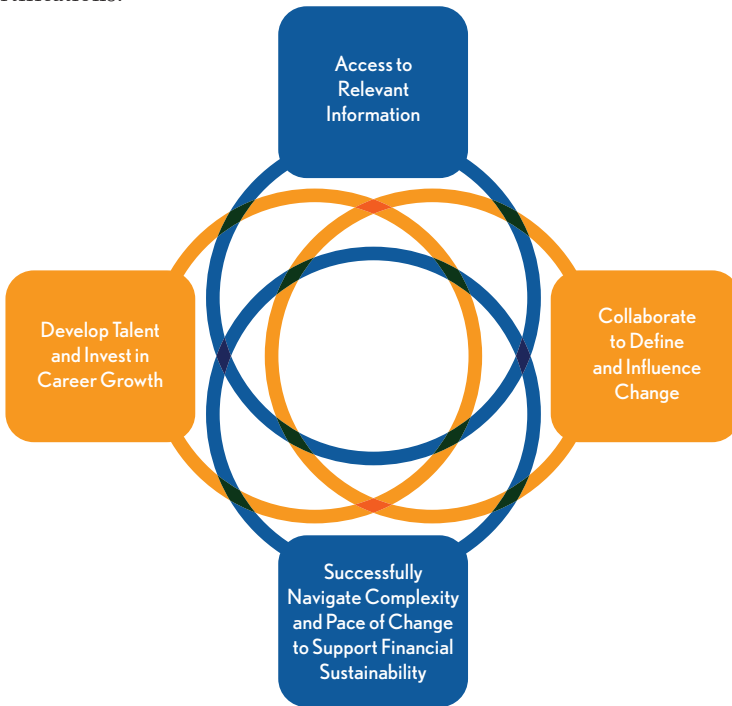 Access to
Relevant
Information
Develop Talent
and Invest in
Career Growth
Collaborate
to Define
and Influence
Change
Successfully
Navigate Complexity
and Pace of Change
to Support Financial
Sustainability